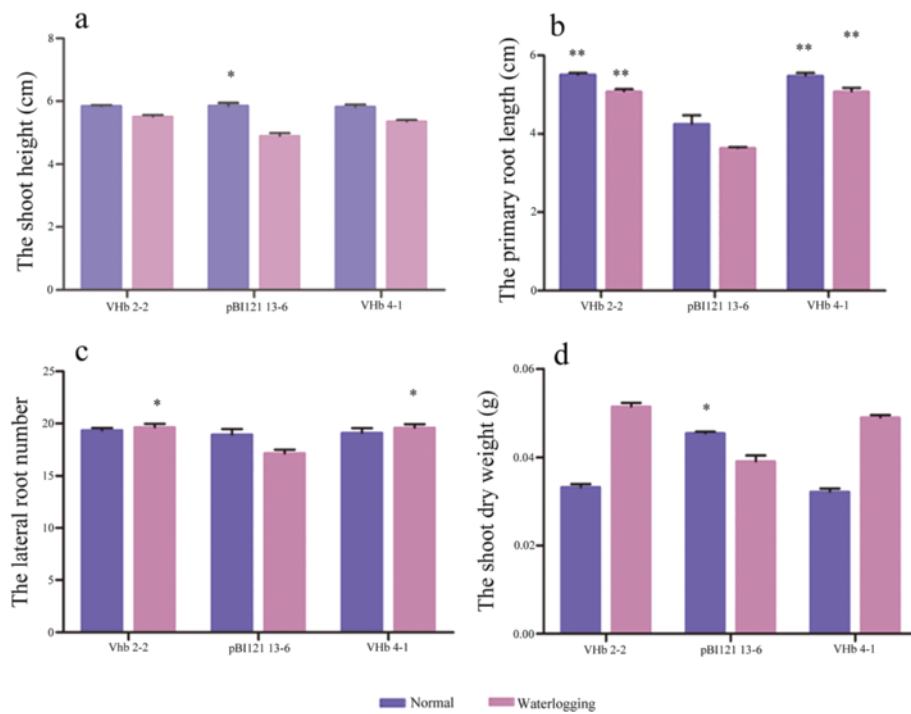 a
The shoot height (cm)
8
6
4
2
0
*
VHb 2-2
pBI121 13-6
VHb 4-1
b
The primary root length (cm)
6
4
2
0
**
**
**
**
VHb 2-2
pBI121 13-6
VHb 4-1
c
The lateral root number
25
20
15
10
5
0
*
*
Vhb 2-2
pBI121 13-6
VHb 4-1
d
The shoot dry weight (g)
0.06
0.04
0.02
0.00
*
VHb 2-2
pBI121 13-6
VHb 4-1
Normal
Waterlogging